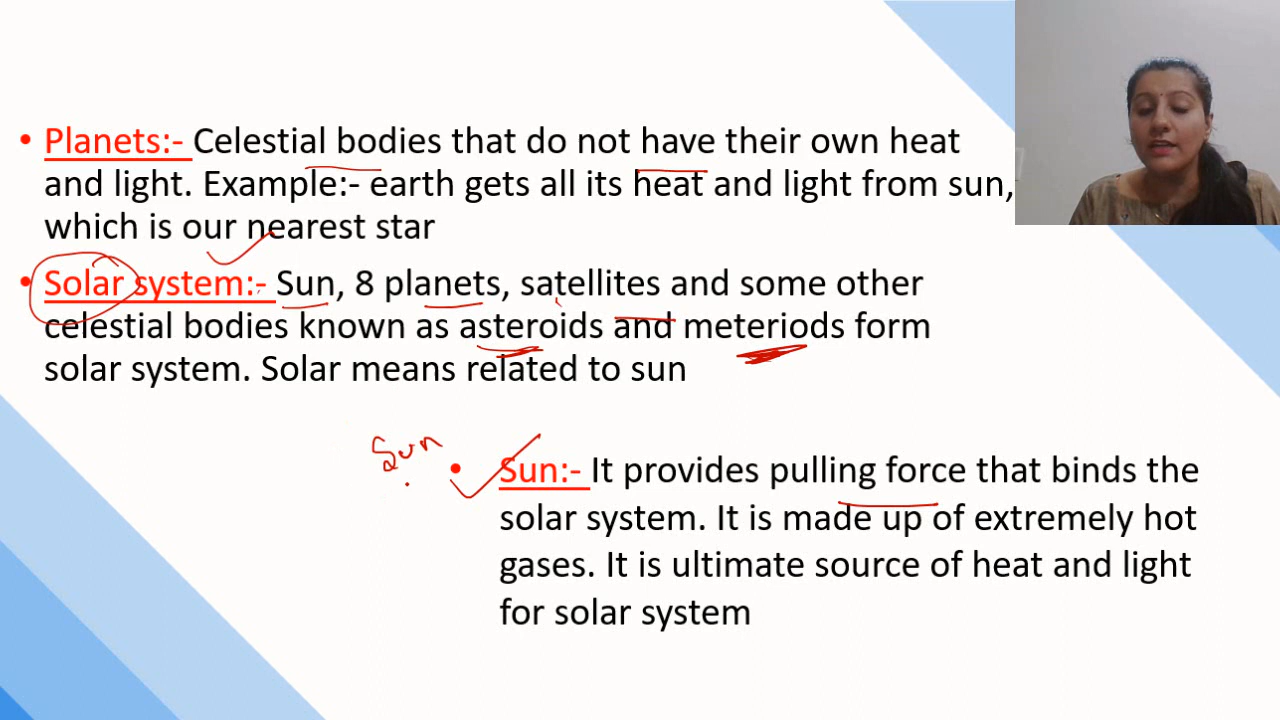 • Planets:- Celestial bodies that do not have their own heat
and light. Example:- earth gets all its heat and light from sun,
which is our nearest star
• Solar system:- Sun, 8 planets, satellites and some other
celestial bodies known as asteroids and meteriods form
solar system. Solar means related to sun
Sun
• Sun:- It provides pulling force that binds the
solar system. It is made up of extremely hot
gases. It is ultimate source of heat and light
for solar system